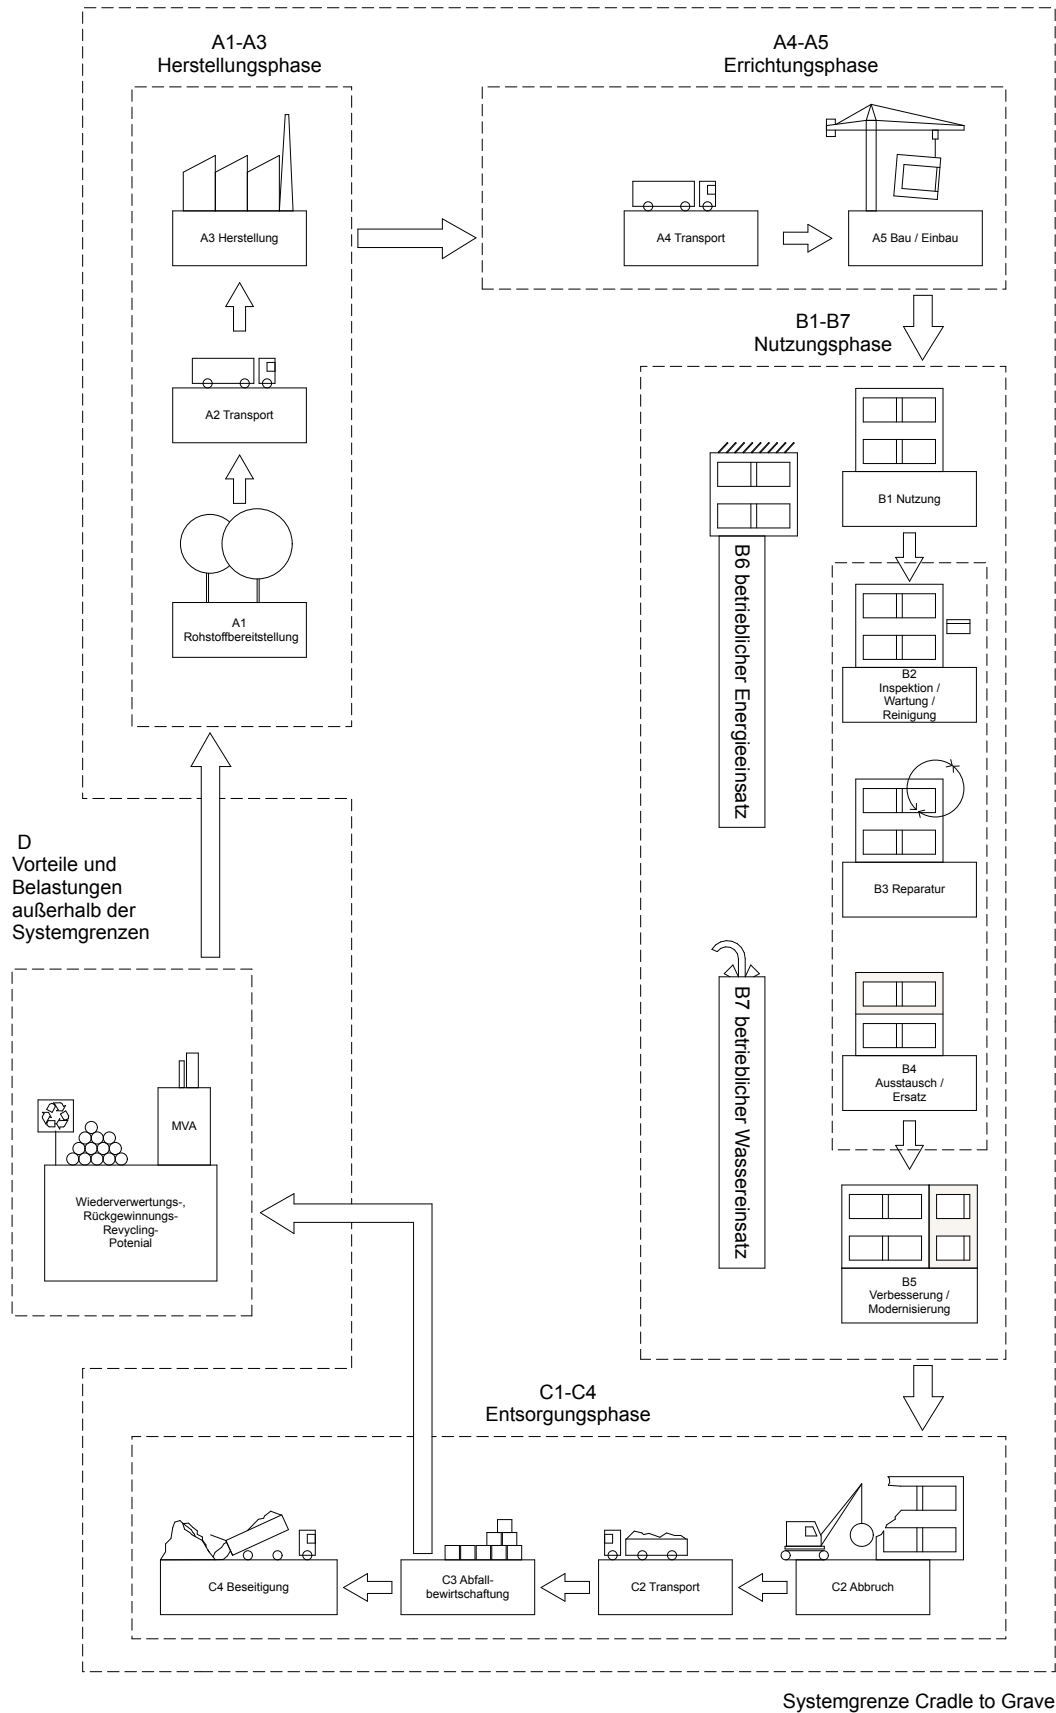 A1-A3
Herstellungsphase
A3 Herstellung
A2 Transport
A1
Rohstoffbereitstellung
A4-A5
Errichtungsphase
A4 Transport
A5 Bau / Einbau
B1-B7
Nutzungsphase
B1 Nutzung
B2
Inspektion /
Wartung /
Reinigung
B3 Reparatur
B4
Ausstausch /
Ersatz
B5
Verbesserung /
Modernisierung
B6 betrieblicher Energieeinsatz
B7 betrieblicher Wassereinsatz
C1-C4
Entsorgungsphase
C4 Beseitigung
C3 Abfall-
bewirtschaftung
C2 Transport
C2 Abbruch
D
Vorteile und
Belastungen
außerhalb der
Systemgrenzen
MVA
Wiederverwertungs-,
Rückgewinnungs-
Revycling-
Potenial
Systemgrenze Cradle to Grave